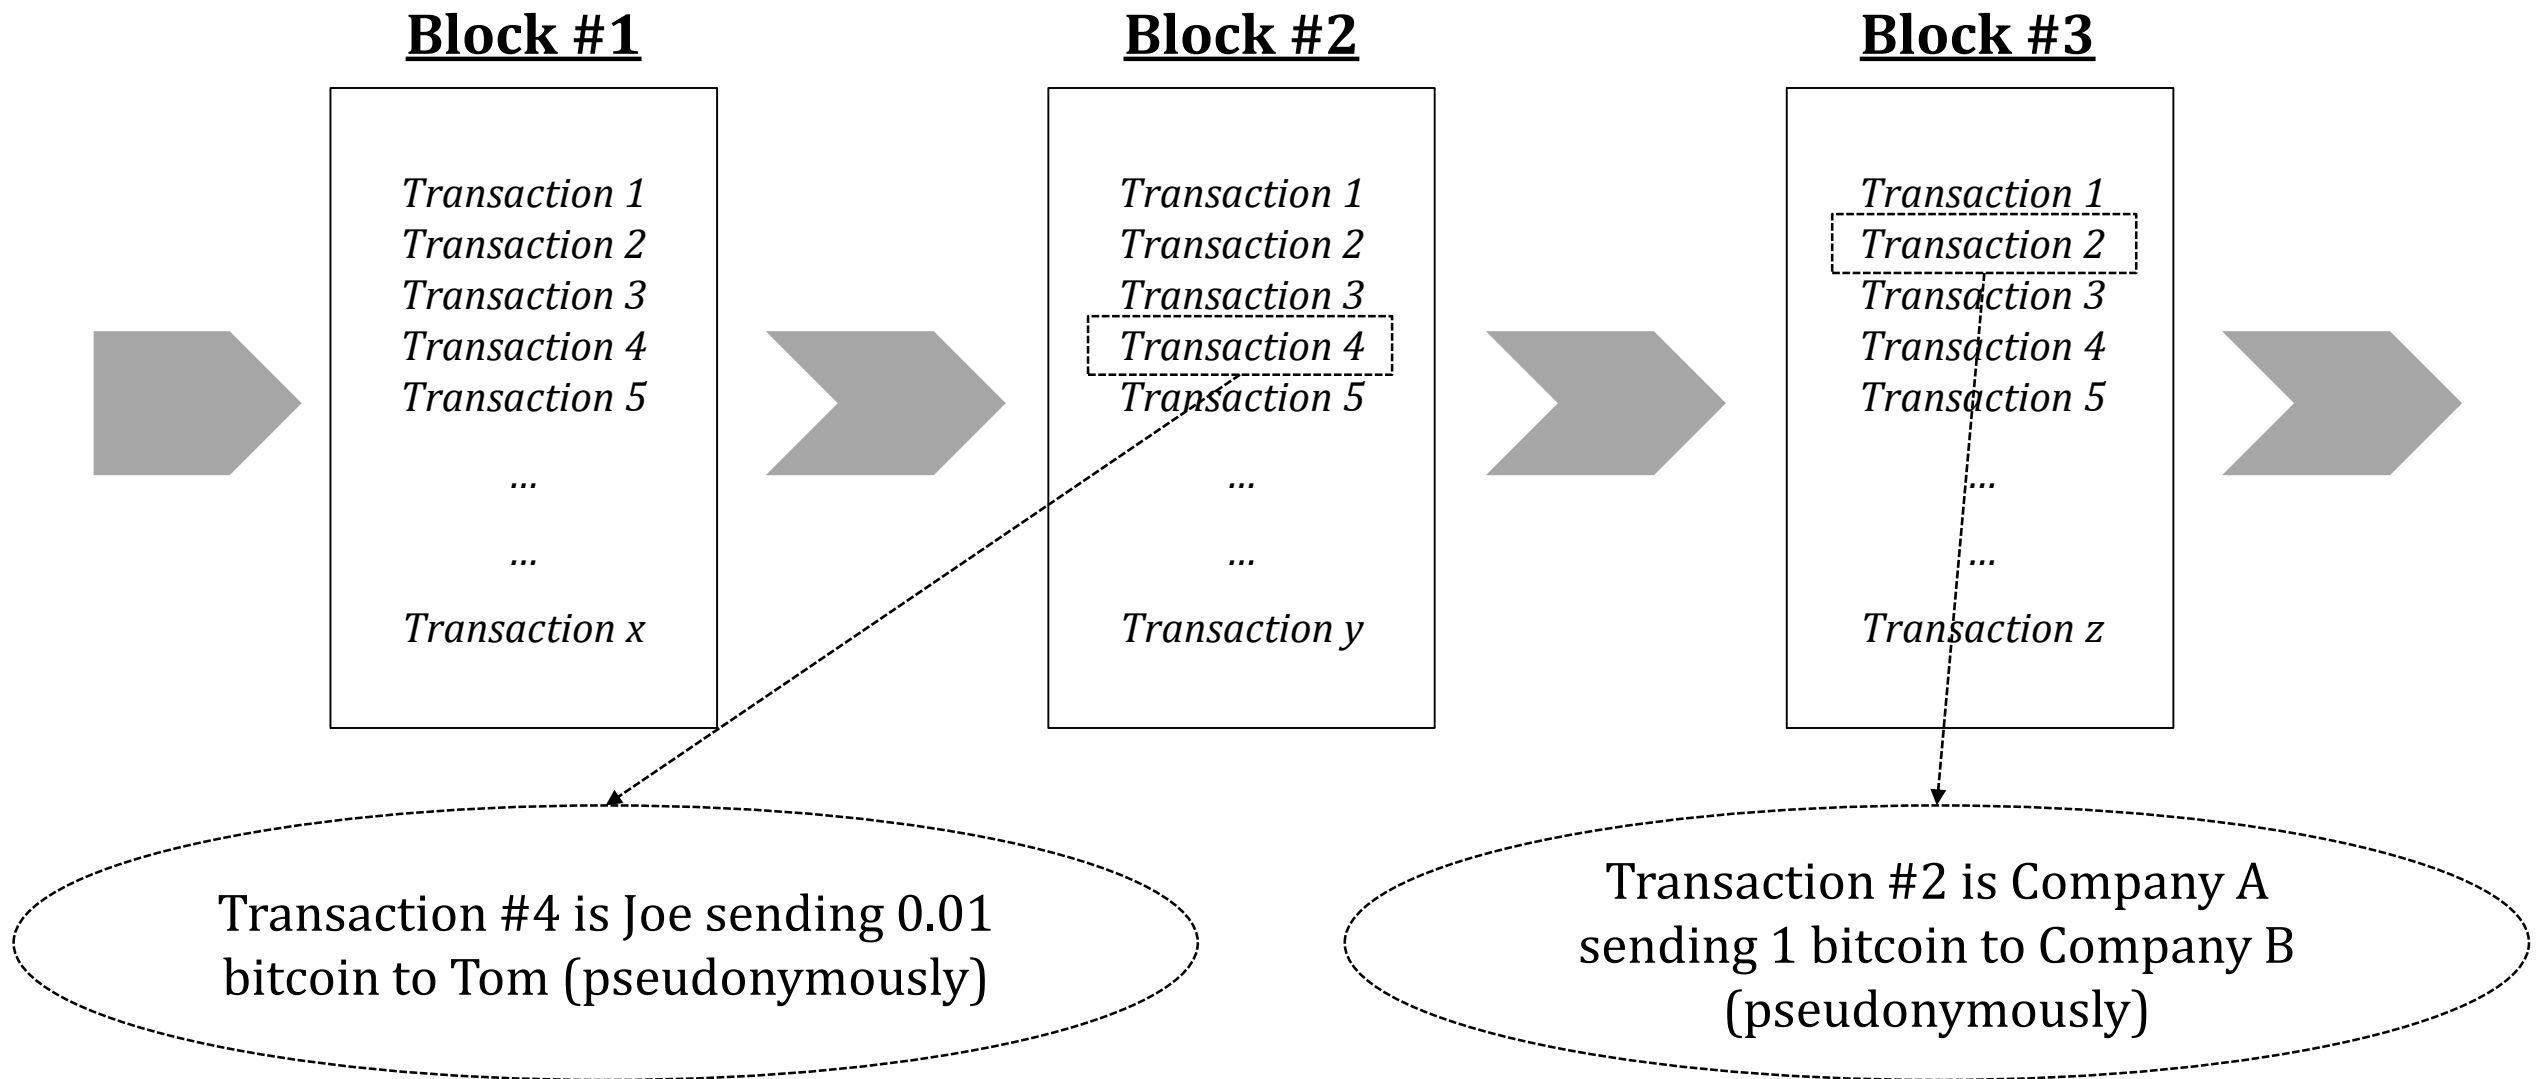 Block #1
Transaction 1
Transaction 2
Transaction 3
Transaction 4
Transaction 5
...
...
Transaction x
Block #2
Transaction 1
Transaction 2
Transaction 3
Transaction 4
Transaction 5
...
...
Transaction y
Block #3
Transaction 1
Transaction 2
Transaction 3
Transaction 4
Transaction 5
...
...
Transaction z
Transaction #4 is Joe sending 0.01
bitcoin to Tom (pseudonymously)
Transaction #2 is Company A
sending 1 bitcoin to Company B
(pseudonymously)